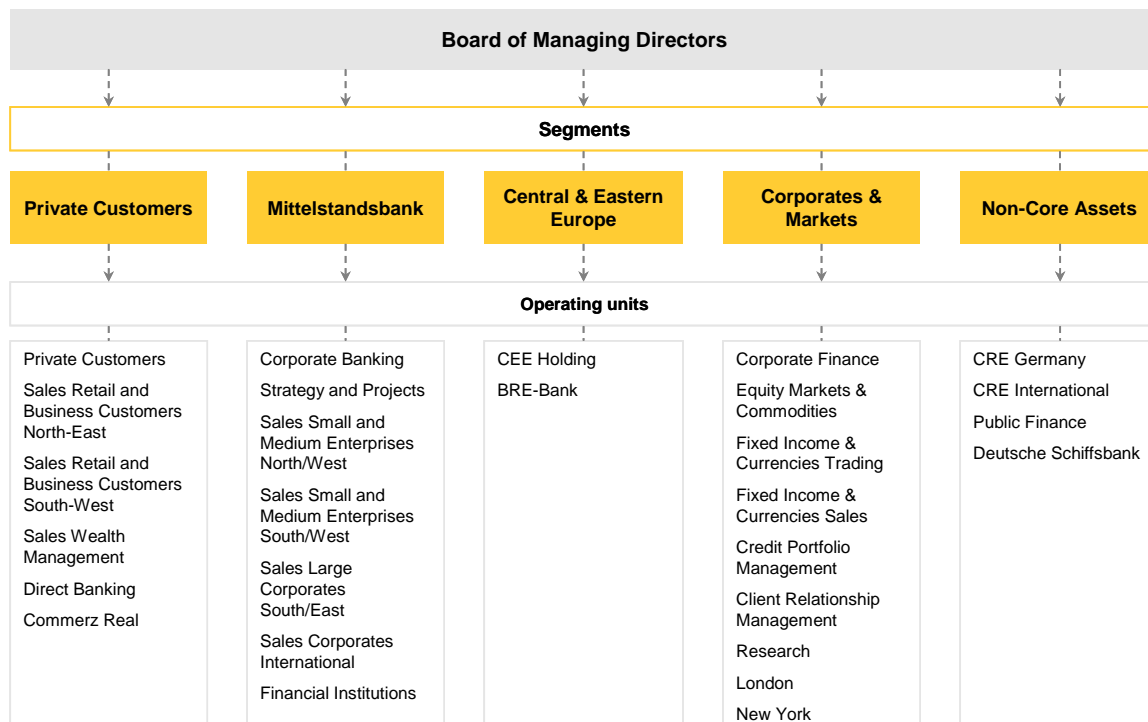 Board of Managing Directors
Segments
Private Customers
Mittelstandsbank
Central & Eastern
Europe
Corporates &
Markets
Non-Core Assets
Operating units
Private Customers
Sales Retail and
Business Customers
North-East
Sales Retail and
Business Customers
South-West
Sales Wealth
Management
Direct Banking
Commerz Real
Corporate Banking
Strategy and Projects
Sales Small and
Medium Enterprises
North/West
Sales Small and
Medium Enterprises
South/West
Sales Large
Corporates
South/East
Sales Corporates
International
Financial Institutions
CEE Holding
BRE-Bank
Corporate Finance
Equity Markets &
Commodities
Fixed Income &
Currencies Trading
Fixed Income &
Currencies Sales
Credit Portfolio
Management
Client Relationship
Management
Research
London
New York
CRE Germany
CRE International
Public Finance
Deutsche Schiffsbank